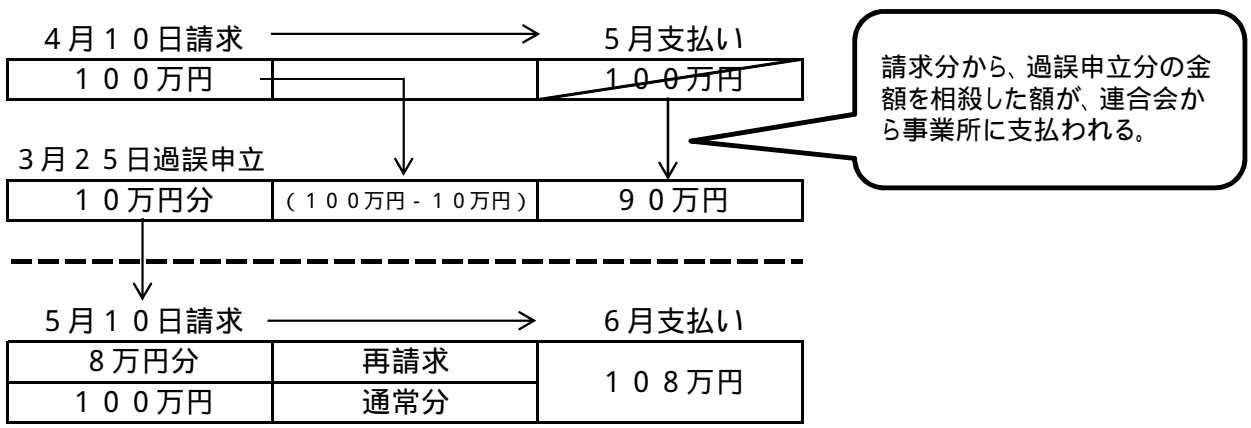 4月10日請求 5月支払い
100万円 100万円
請求分から、過誤申立分の金
額を相殺した額が、連合会か
ら事業所に支払われる。
3月25日過誤申立
10万円分 (100万円-10万円) 90万円
5月10日請求 6月支払い
8万円分 再請求 108万円
100万円 通常分